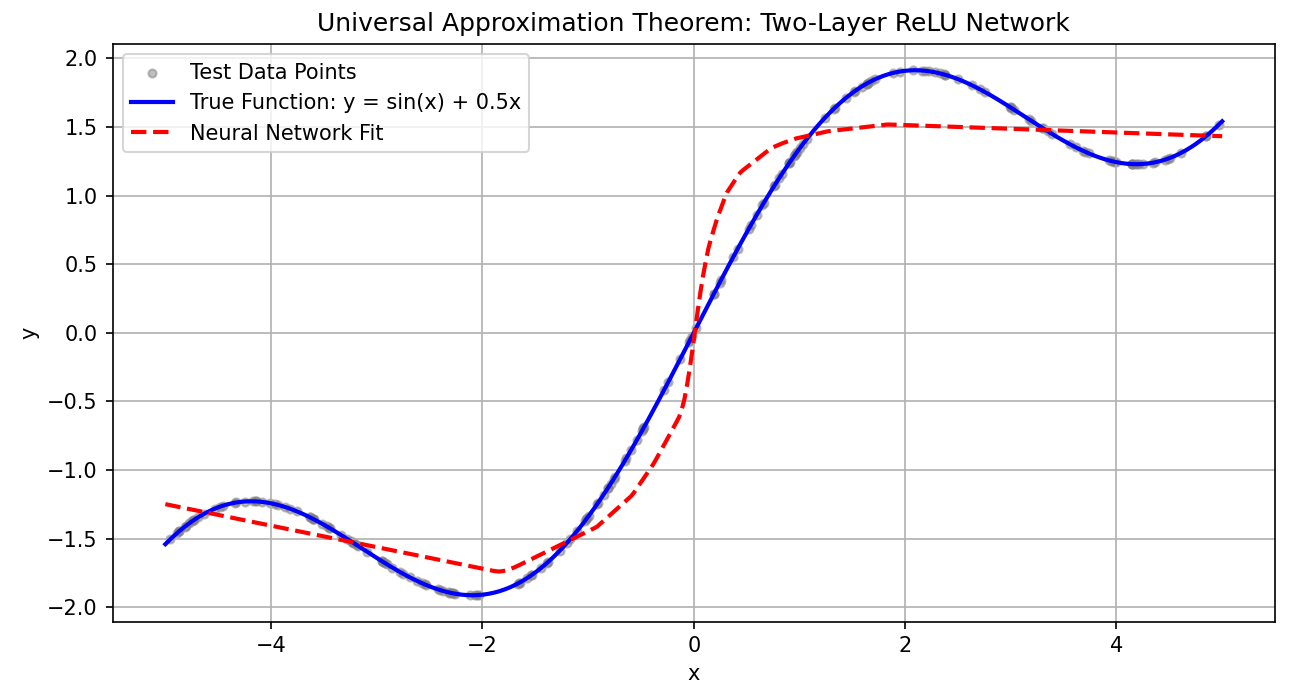 Universal Approximation Theorem: Two-Layer ReLU Network
Test Data Points
True Function: y = sin(x) + 0.5x
Neural Network Fit
2.0
1.5
1.0
0.5
0.0
−0.5
−1.0
−1.5
−2.0
y
−4
−2
0
2
4
x